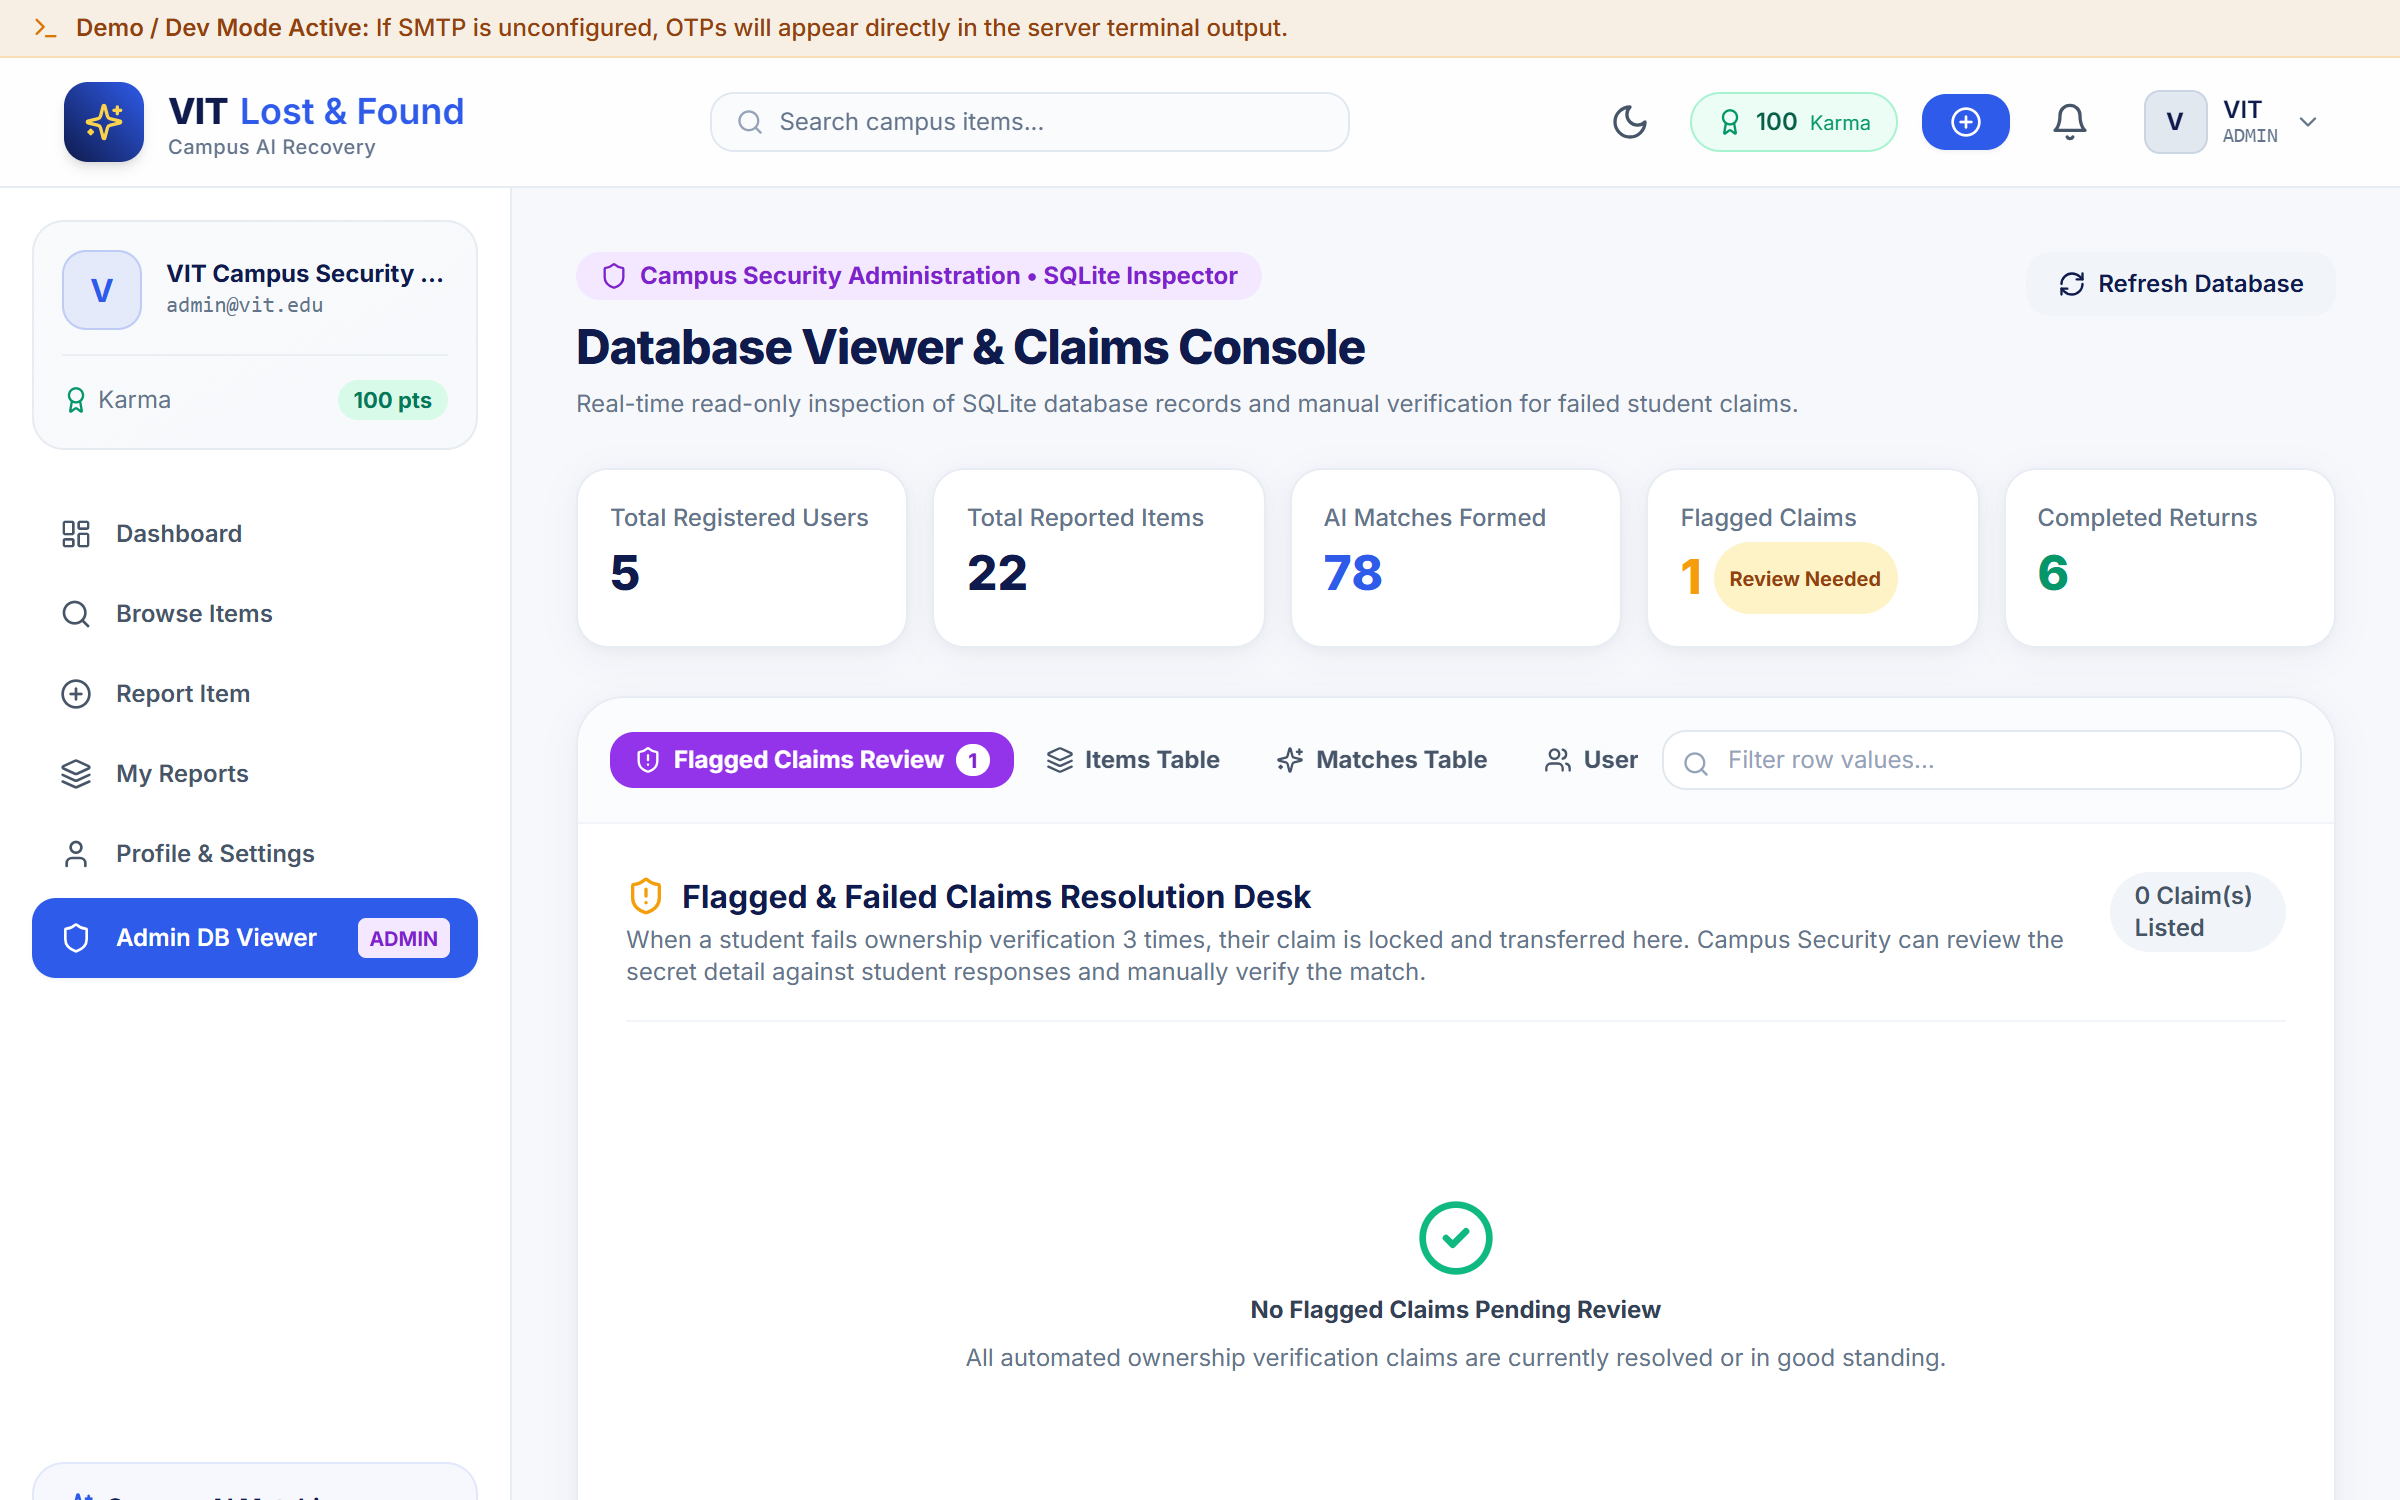 Demo / Dev Mode Active: If SMTP is unconfigured, OTPs will appear directly in the server terminal output.
VIT Lost & Found
Campus AI Recovery
Search campus items...
100 Karma
V
VIT
ADMIN
V
VIT Campus Security ...
admin@vit.edu
Karma
100 pts
Dashboard
Browse Items
Report Item
My Reports
Profile & Settings
Admin DB Viewer
ADMIN
Campus Security Administration • SQLite Inspector
Refresh Database
Database Viewer & Claims Console
Real-time read-only inspection of SQLite database records and manual verification for failed student claims.
Total Registered Users
5
Total Reported Items
22
AI Matches Formed
78
Flagged Claims
1 Review Needed
Completed Returns
6
Flagged Claims Review 1
Items Table
Matches Table
User
Filter row values...
Flagged & Failed Claims Resolution Desk
When a student fails ownership verification 3 times, their claim is locked and transferred here. Campus Security can review the
secret detail against student responses and manually verify the match.
0 Claim(s)
Listed
No Flagged Claims Pending Review
All automated ownership verification claims are currently resolved or in good standing.